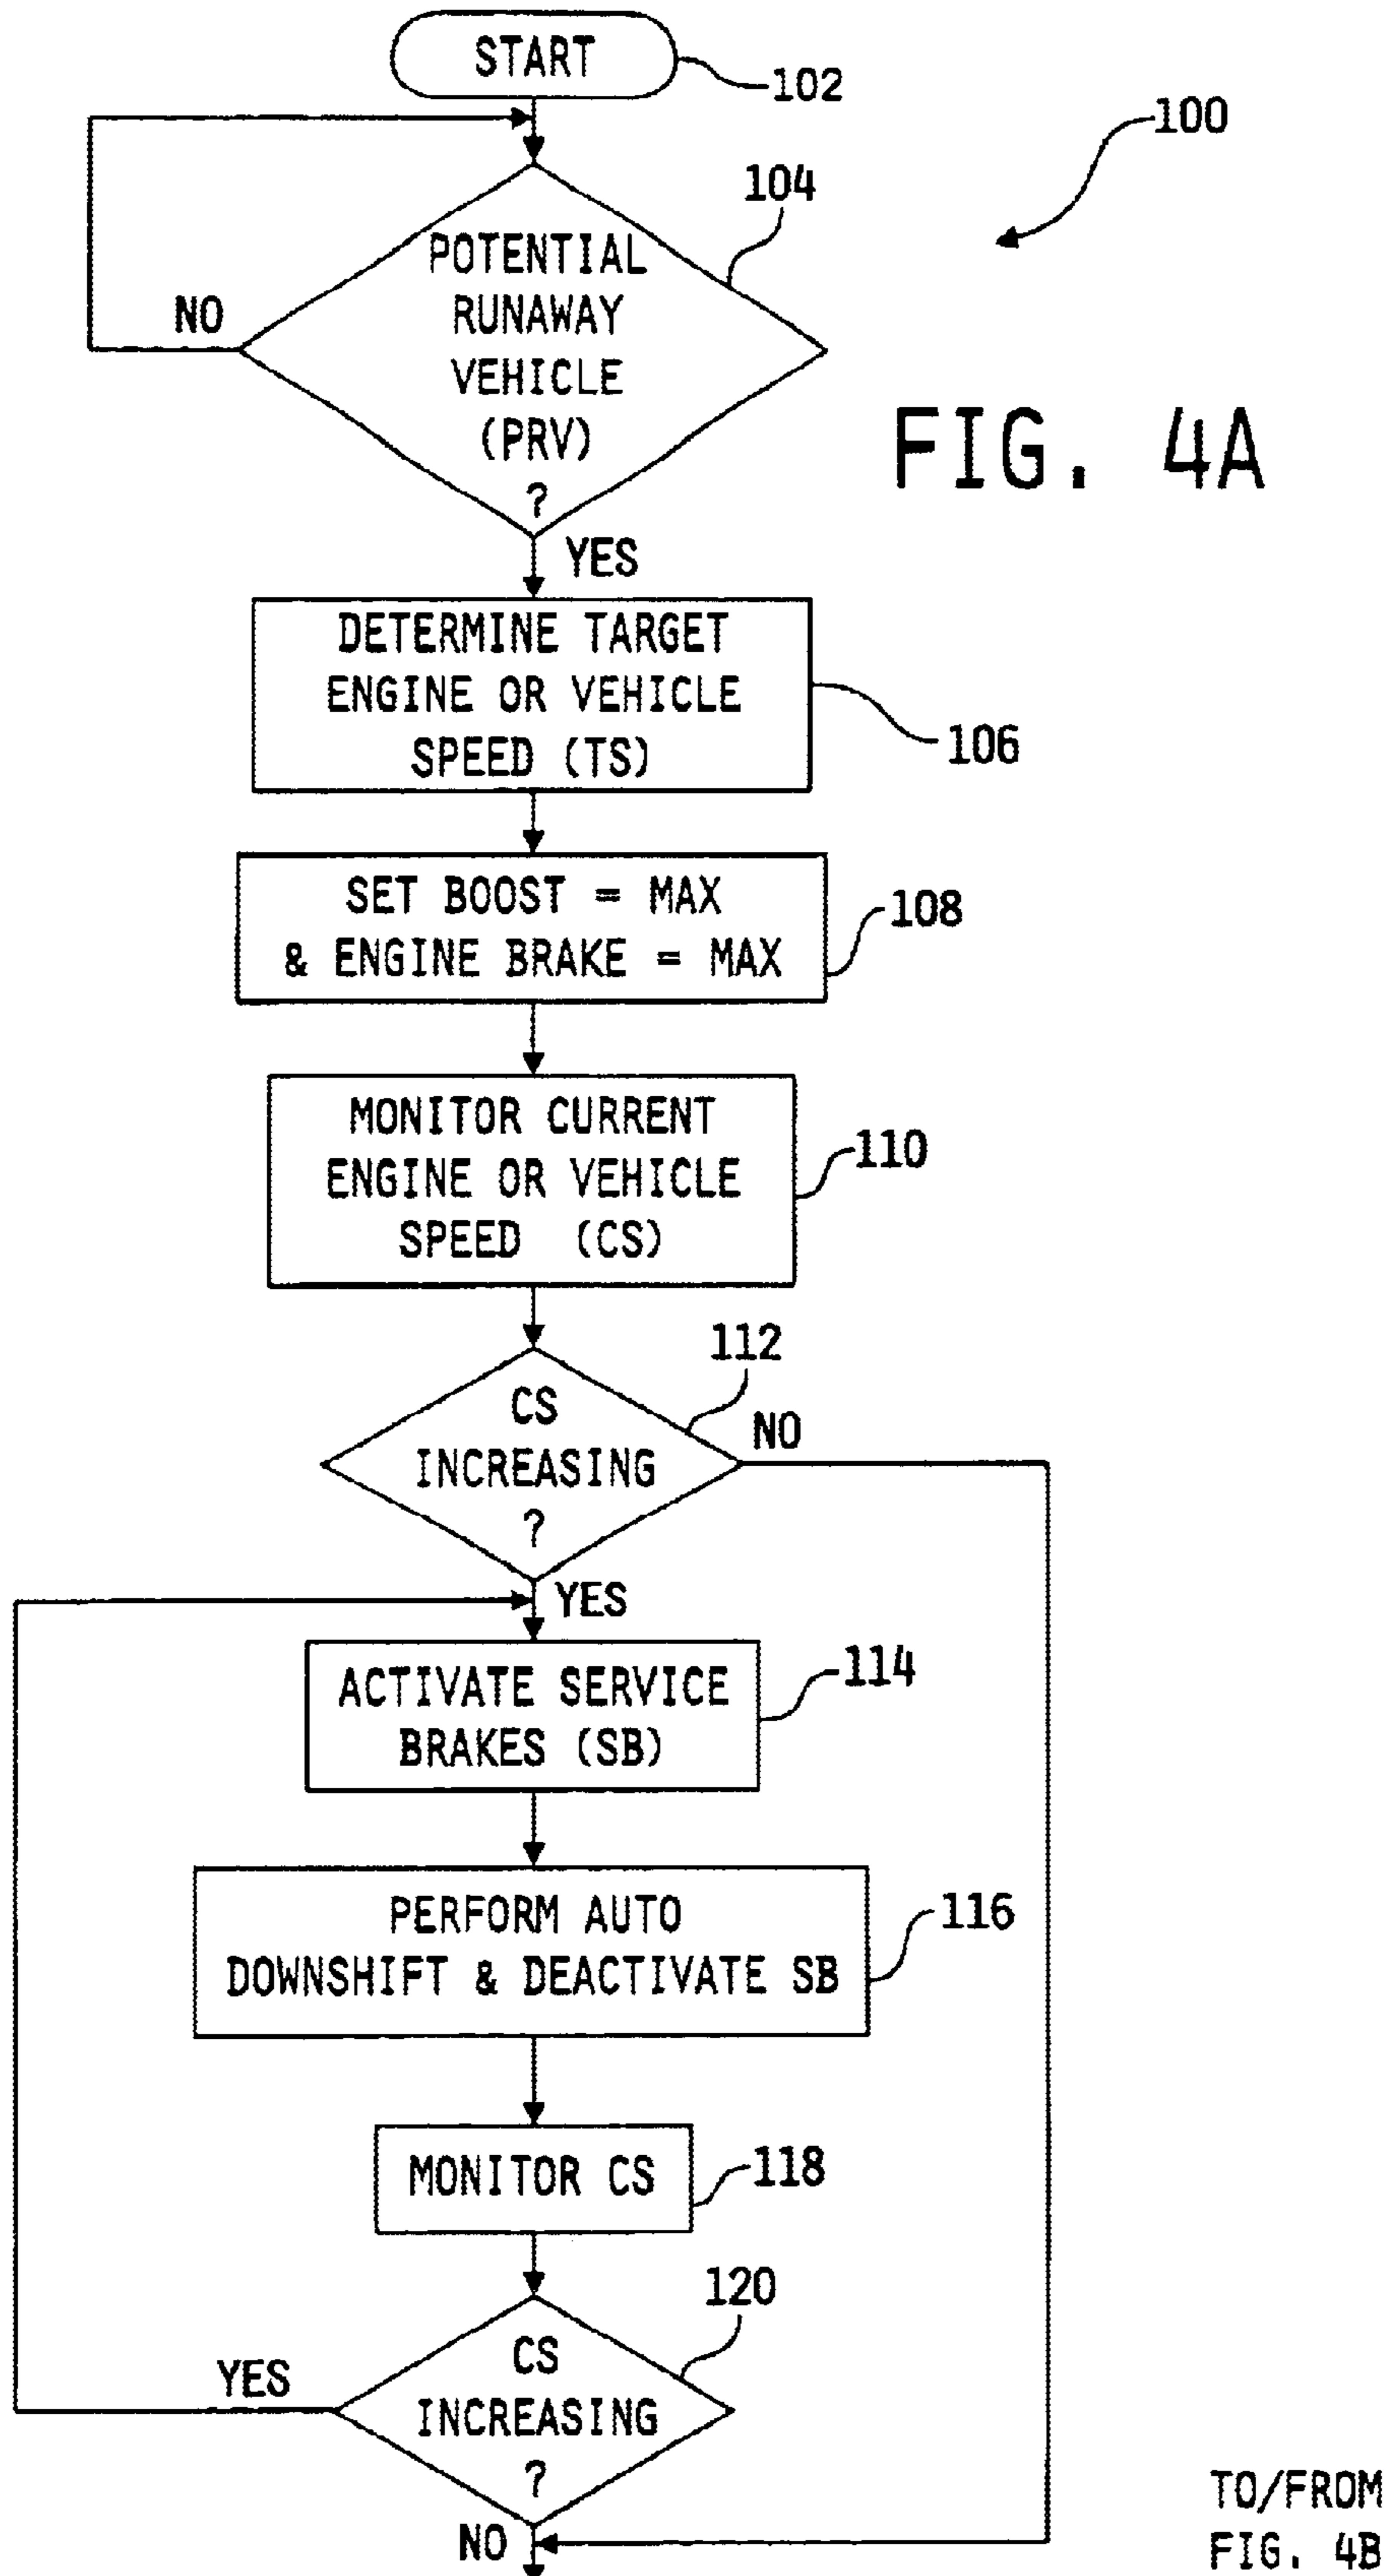 START
102
100
104
POTENTIAL
RUNAWAY
VEHICLE
(PRV)
?
NO
FIG. 4A
YES
DETERMINE TARGET
ENGINE OR VEHICLE
SPEED (TS)
106
SET BOOST = MAX
& ENGINE BRAKE = MAX
108
MONITOR CURRENT
ENGINE OR VEHICLE
SPEED (CS)
110
112
CS
INCREASING
?
NO
YES
ACTIVATE SERVICE
BRAKES (SB)
114
PERFORM AUTO
DOWNSHIFT & DEACTIVATE SB
116
MONITOR CS
118
120
CS
INCREASING
?
YES
NO
TO/FROM
FIG. 4B